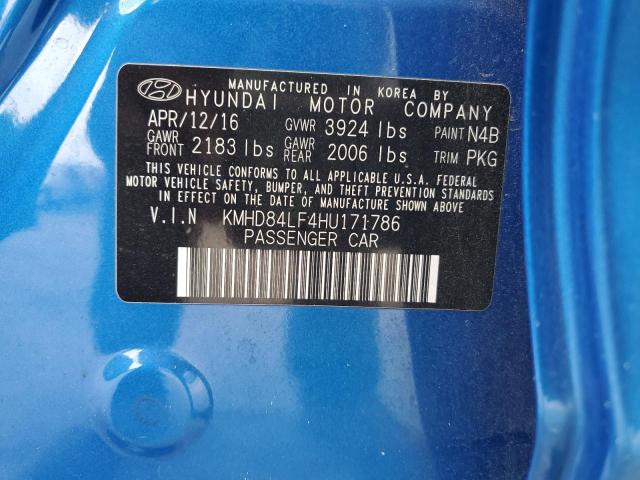 MANUFACTURED IN KOREA BY
HYUNDAI MOTOR COMPANY
APR/12/16 GVWR 3924 lbs PAINT N4B
GAWR FRONT 2183 lbs GAWR REAR 2006 lbs TRIM PKG
THIS VEHICLE CONFORMS TO ALL APPLICABLE U.S.A. FEDERAL
MOTOR VEHICLE SAFETY, BUMPER, AND THEFT PREVENTION STANDARDS
IN EFFECT ON THE DATE OF MANUFACTURE SHOWN ABOVE.
V.I.N KMHD84LF4HU171786
PASSENGER CAR